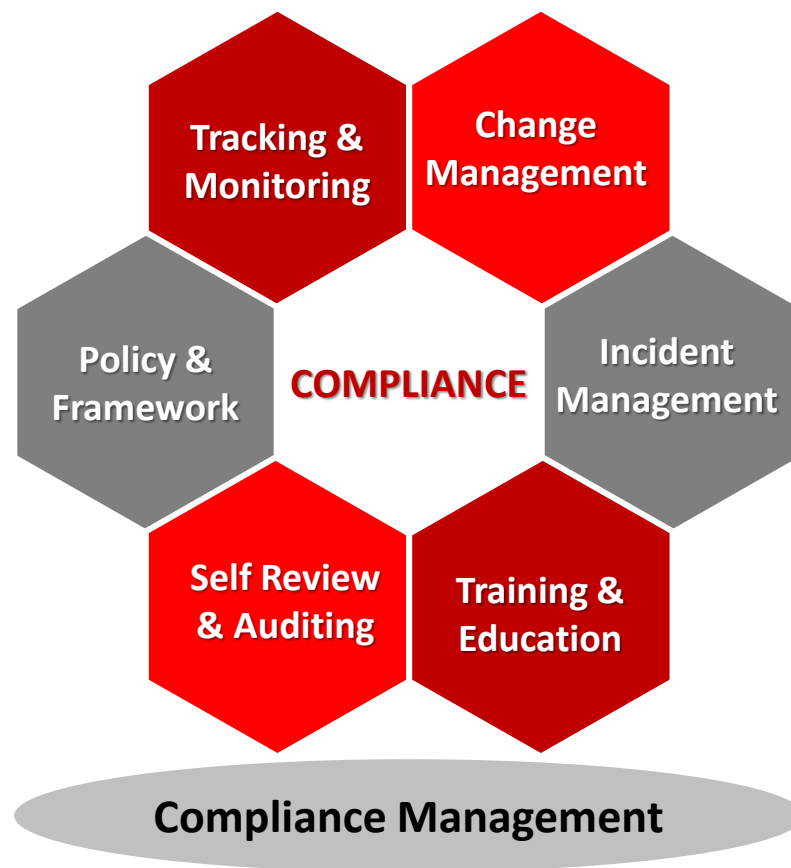 Tracking &
Monitoring
Change
Management
Policy &
Framework
COMPLIANCE
Incident
Management
Self Review
& Auditing
Training &
Education
Compliance Management